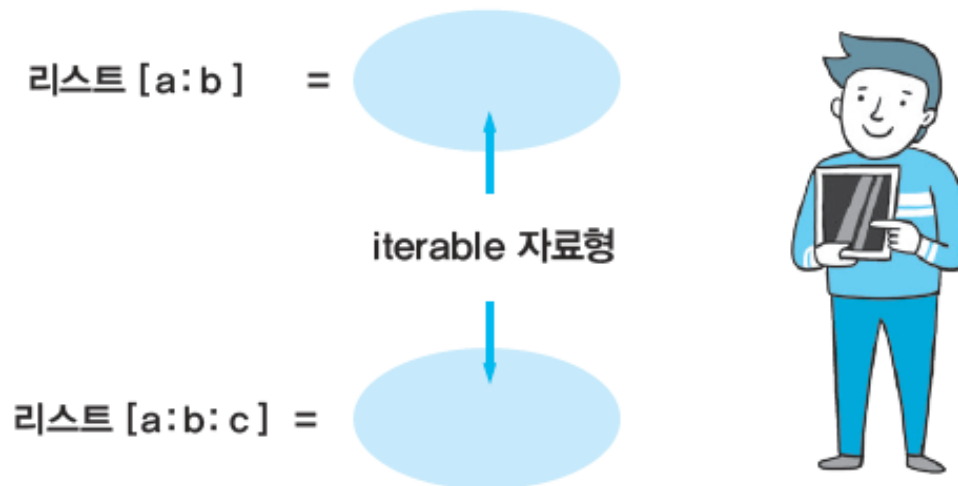 리스트 [a:b] =
iterable 자료형
리스트 [a:b:c] =